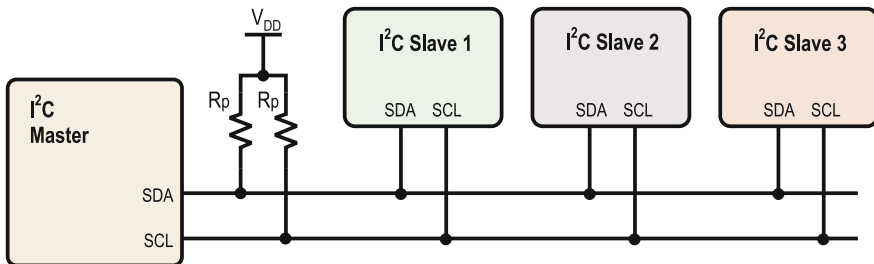 V_DD
I²C Slave 1
I²C Slave 2
I²C Slave 3
I²C
Master
Rp
Rp
SDA
SCL
SDA
SCL
SDA
SCL
SDA
SCL